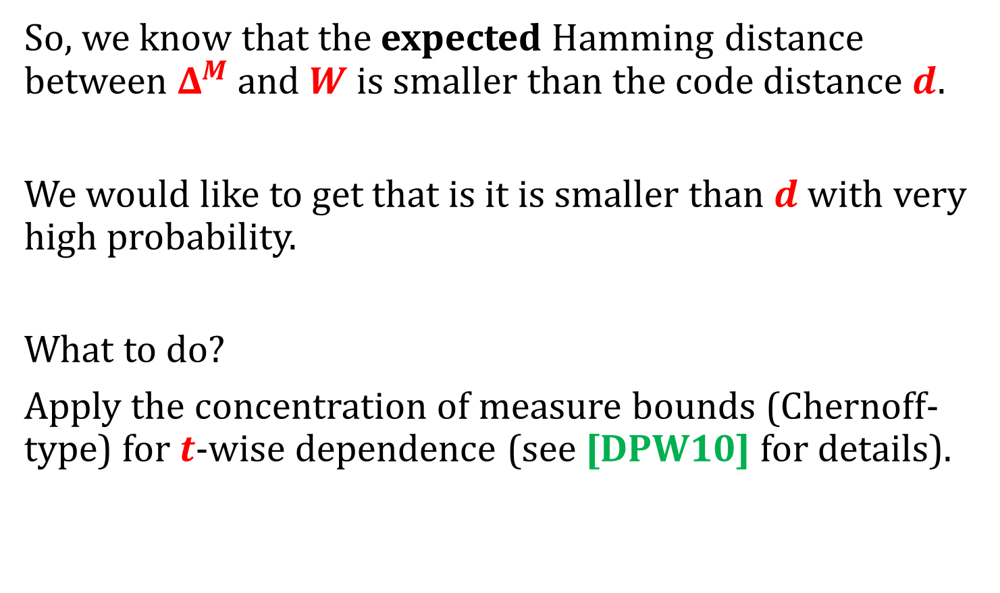 So, we know that the expected Hamming distance
between Δ^M and W is smaller than the code distance d.
We would like to get that is it is smaller than d with very
high probability.
What to do?
Apply the concentration of measure bounds (Chernoff-
type) for t-wise dependence (see [DPW10] for details).